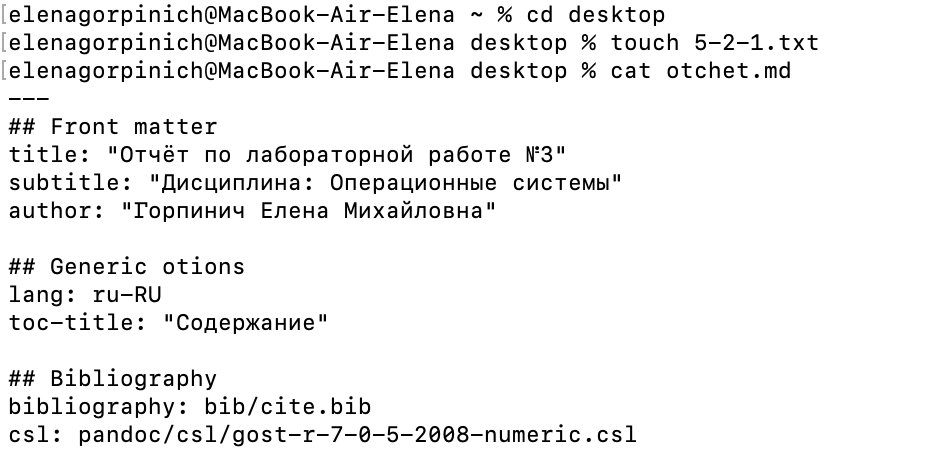 [elenagorpinich@MacBook-Air-Elena ~ % cd desktop
[elenagorpinich@MacBook-Air-Elena desktop % touch 5-2-1.txt
[elenagorpinich@MacBook-Air-Elena desktop % cat otchet.md
---
## Front matter
title: "Отчёт по лабораторной работе №3"
subtitle: "Дисциплина: Операционные системы"
author: "Горпинич Елена Михайловна"

## Generic otions
lang: ru-RU
toc-title: "Содержание"

## Bibliography
bibliography: bib/cite.bib
csl: pandoc/csl/gost-r-7-0-5-2008-numeric.csl